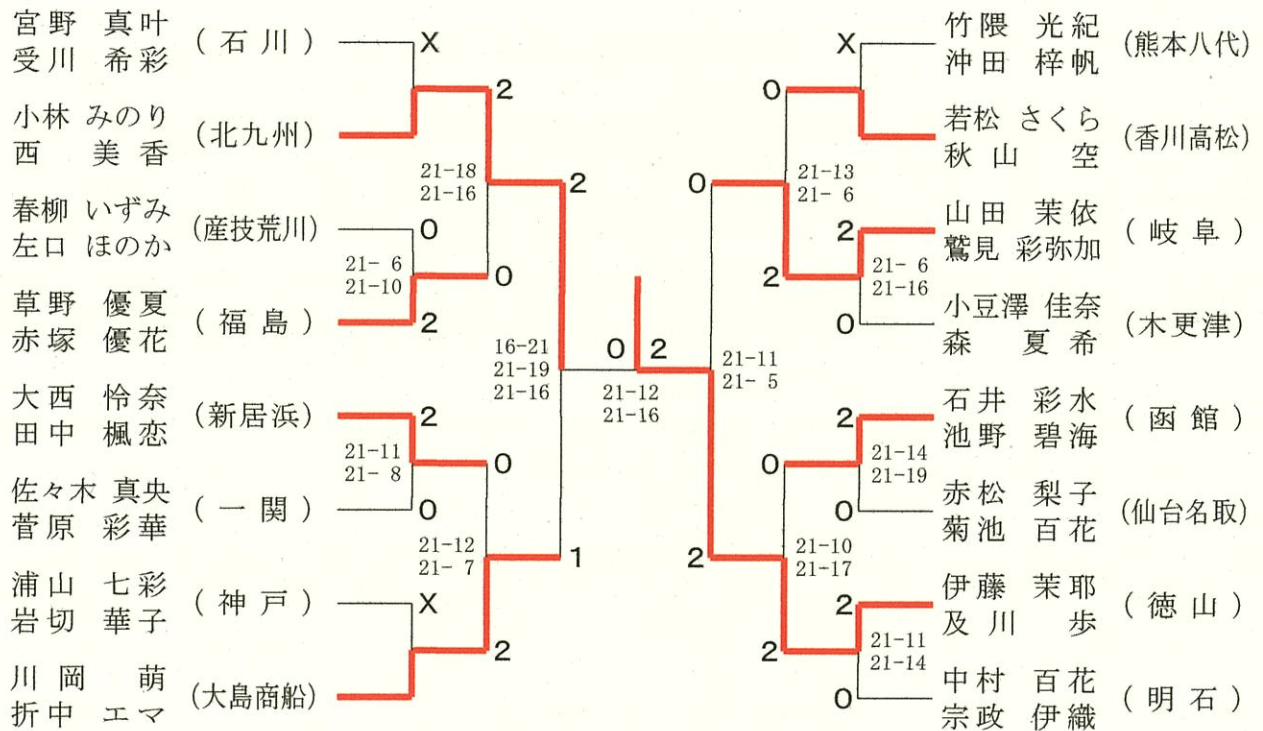 宮野 真叶
受川 希彩
(石川)
X
2
小林 みのり
西 美香
(北九州)
21-18
21-16
2
春柳 いずみ
左口 ほのか
(産技荒川)
0
21- 6
21-10
0
草野 優夏
赤塚 優花
(福島)
2
16-21
21-19
21-16
0
2
21-12
21-16
大西 怜奈
田中 楓恋
(新居浜)
2
21-11
21- 8
0
佐々木 真央
菅原 彩華
(一関)
0
21-12
21- 7
1
浦山 七彩
岩切 華子
(神戸)
X
2
川岡 萌
折中 エマ
(大島商船)
竹隈 光紀
沖田 梓帆
(熊本八代)
X
0
若松 さくら
秋山 空
(香川高松)
21-13
21- 6
0
山田 茉依
鷲見 彩弥加
(岐阜)
2
21- 6
21-16
2
小豆澤 佳奈
森 夏希
(木更津)
0
21-11
21- 5
石井 彩水
池野 碧海
(函館)
2
21-14
21-19
0
赤松 梨子
菊池 百花
(仙台名取)
0
21-10
21-17
2
伊藤 茉耶
及川 歩
(徳山)
2
21-11
21-14
2
中村 百花
宗政 伊織
(明石)
0